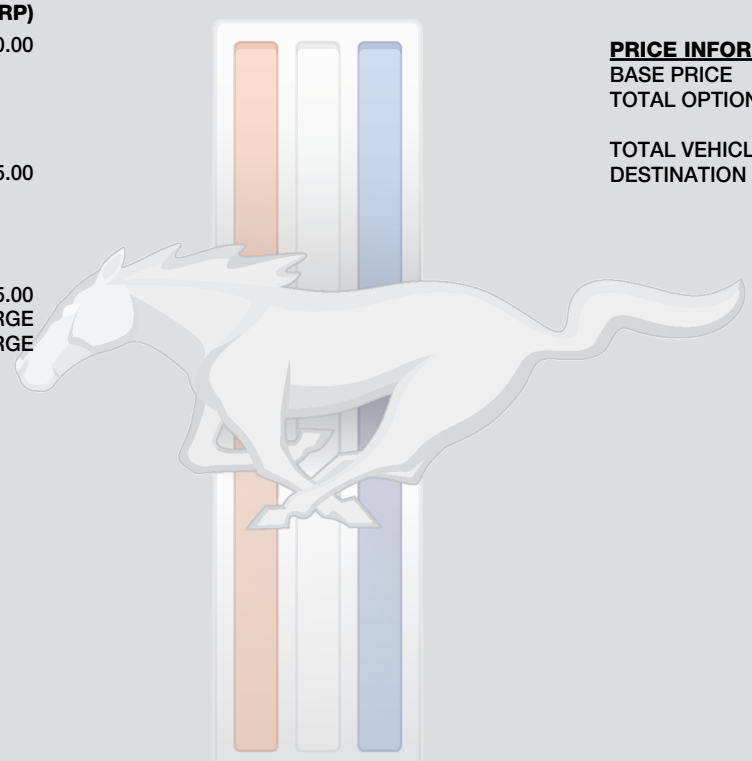 RP)
0.00
5.00
5.00
RGE
RGE
PRICE INFOR
BASE PRICE
TOTAL OPTION
TOTAL VEHICL
DESTINATION